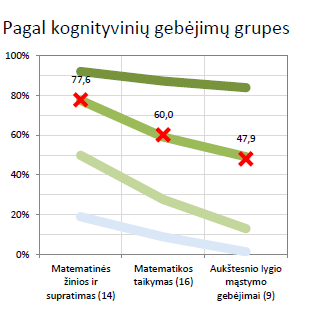 Pagal kognityvinių gebėjimų grupes
100%
80%
60%
40%
20%
0%
77,6
60,0
47,9
Matematinės
žinios ir
supratimas (14)
Matematikos
taikymas (16)
Aukštesnio lygio
mąstymo
gebėjimai (9)